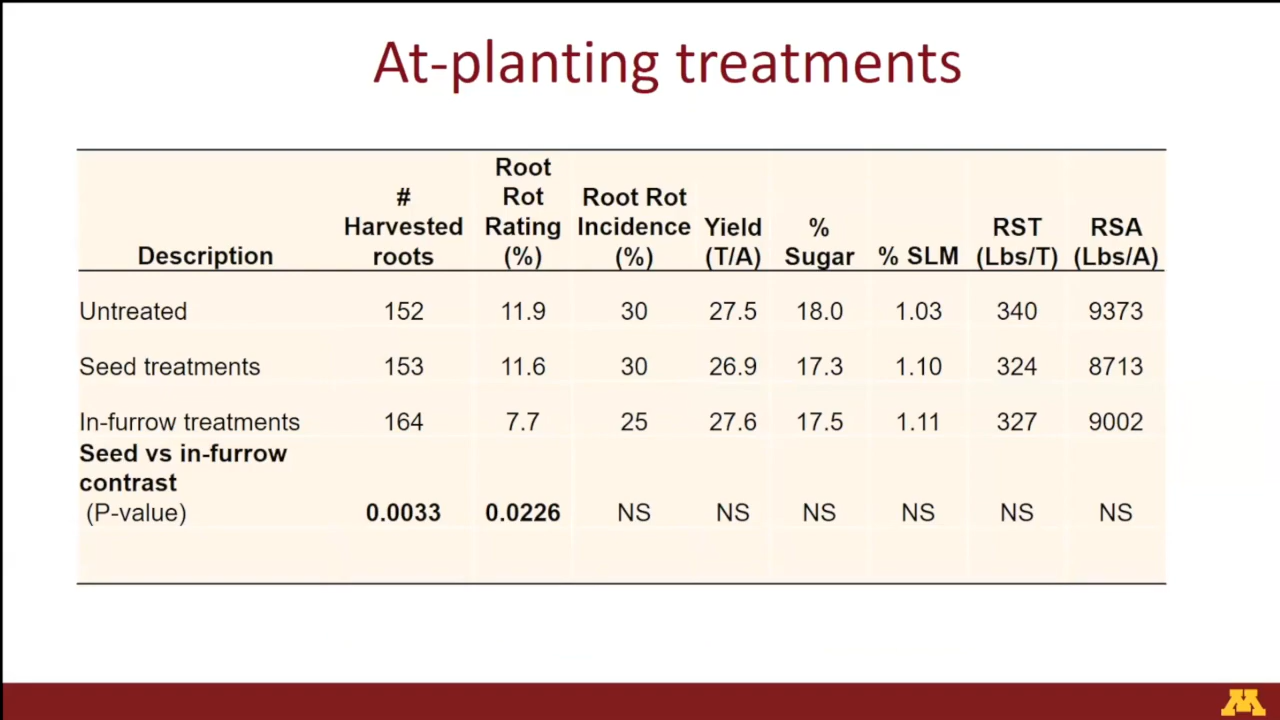 At-planting treatments
Root
Rot
Rating
(%)
# 
Harvested
roots
Root Rot
Incidence
(%)
Yield
(T/A)
%
Sugar
% SLM
RST
(Lbs/T)
RSA
(Lbs/A)
Description
Untreated 152 11.9 30 27.5 18.0 1.03 340 9373
Seed treatments 153 11.6 30 26.9 17.3 1.10 324 8713
In-furrow treatments 164 7.7 25 27.6 17.5 1.11 327 9002
Seed vs in-furrow
contrast
(P-value) 0.0033 0.0226 NS NS NS NS NS NS
M